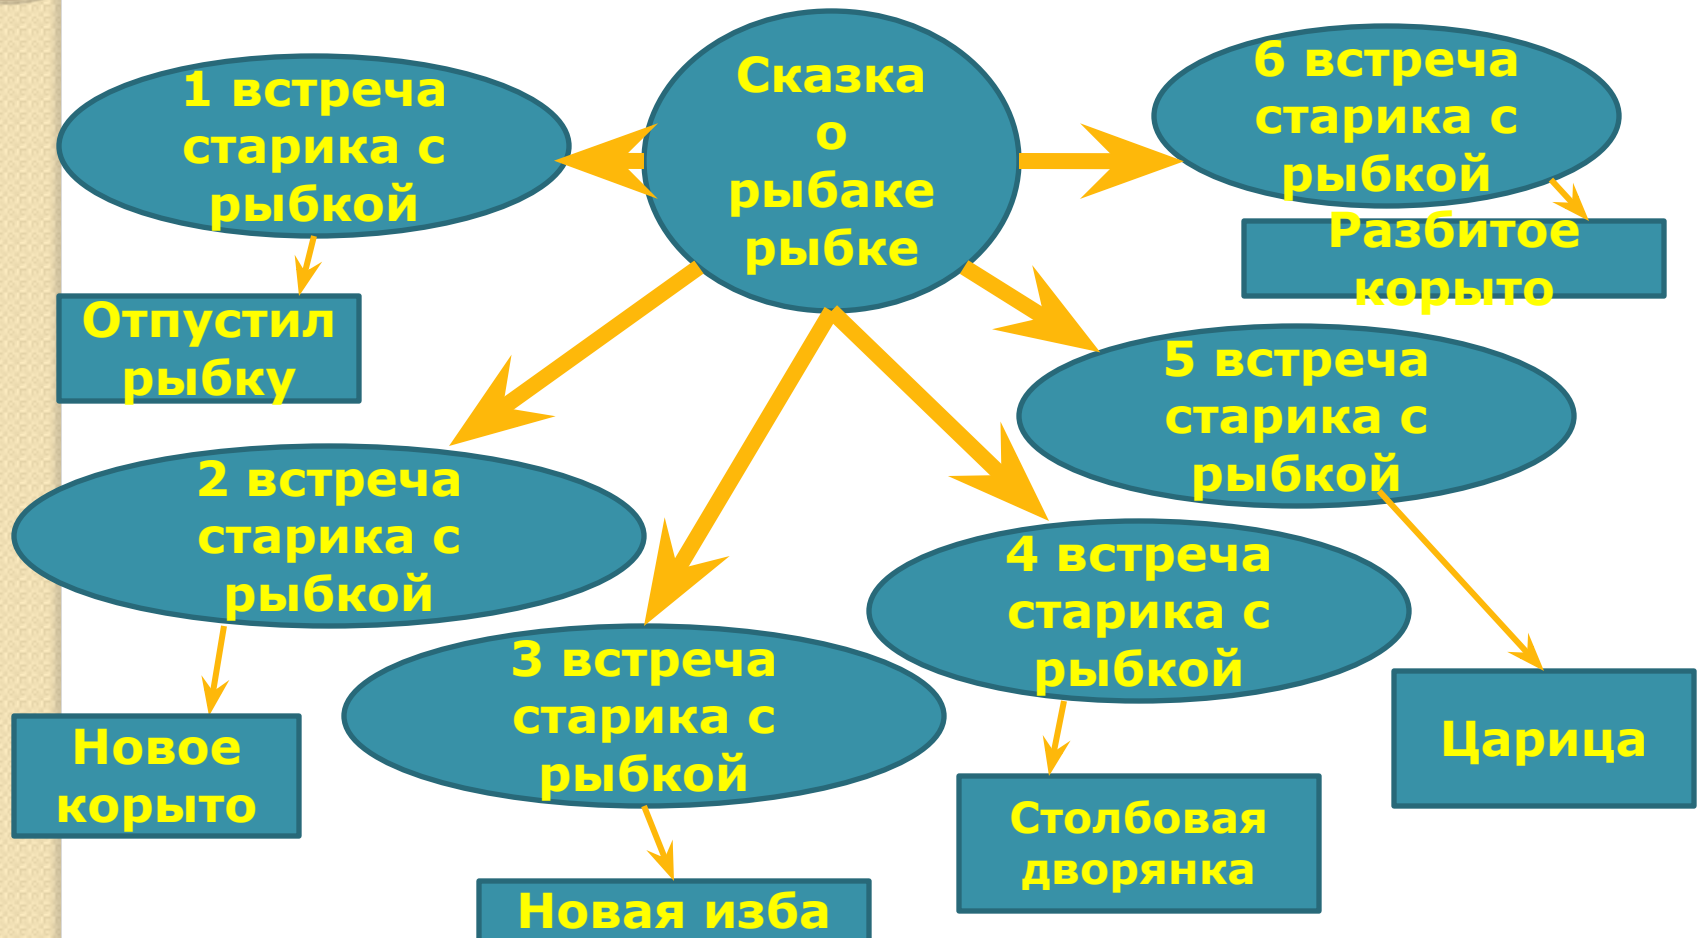 Сказка
о
рыбаке
рыбке
1 встреча
старика с
рыбкой
Отпустил
рыбку
2 встреча
старика с
рыбкой
Новое
корыто
3 встреча
старика с
рыбкой
Новая изба
4 встреча
старика с
рыбкой
Столбовая
дворянка
5 встреча
старика с
рыбкой
Царица
6 встреча
старика с
рыбкой
Разбитое
корыто